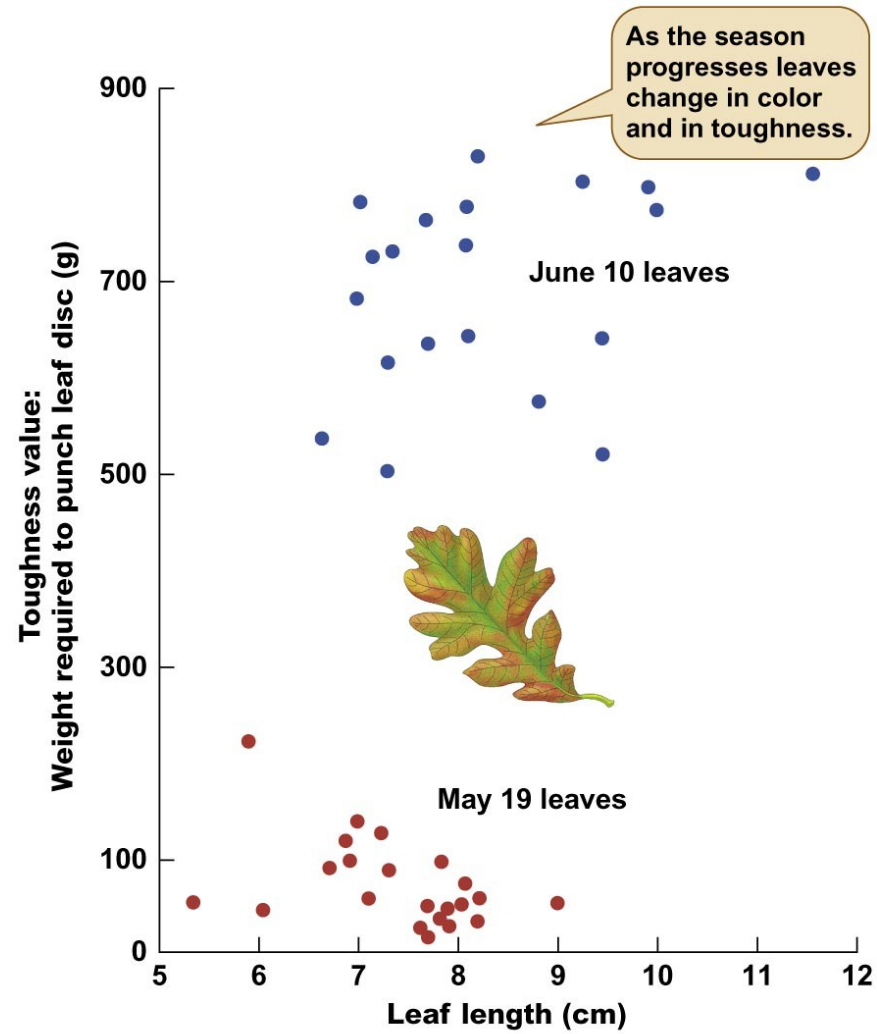 As the season
progresses leaves
change in color
and in toughness.
900
700
500
300
100
0
Toughness value:
Weight required to punch leaf disc (g)
June 10 leaves
May 19 leaves
5 6 7 8 9 10 11 12
Leaf length (cm)